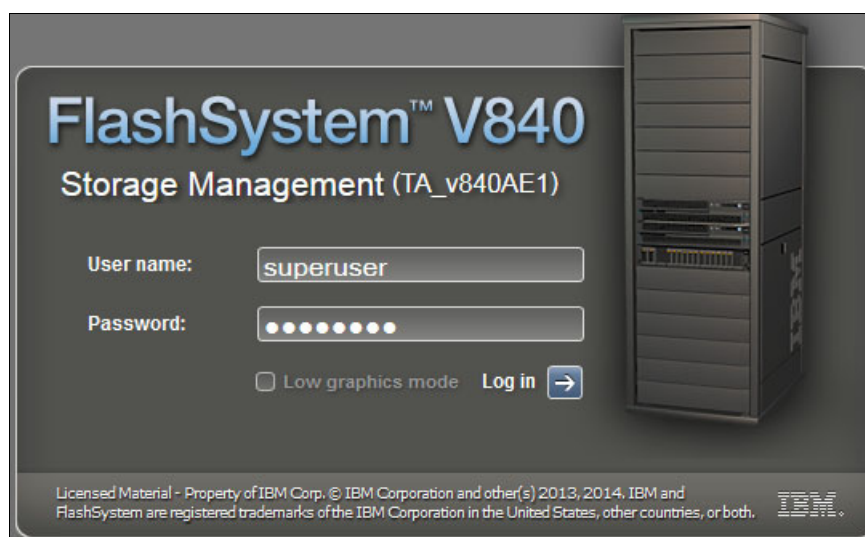 FlashSystem™ V840
Storage Management (TA_v840AE1)
User name:
superuser
Password:
●●●●●●●●
Low graphics mode
Log in
IBM
Licensed Material - Property of IBM Corp. © IBM Corporation and other(s) 2013, 2014. IBM and
FlashSystem are registered trademarks of the IBM Corporation in the United States, other countries, or both.
IBM.